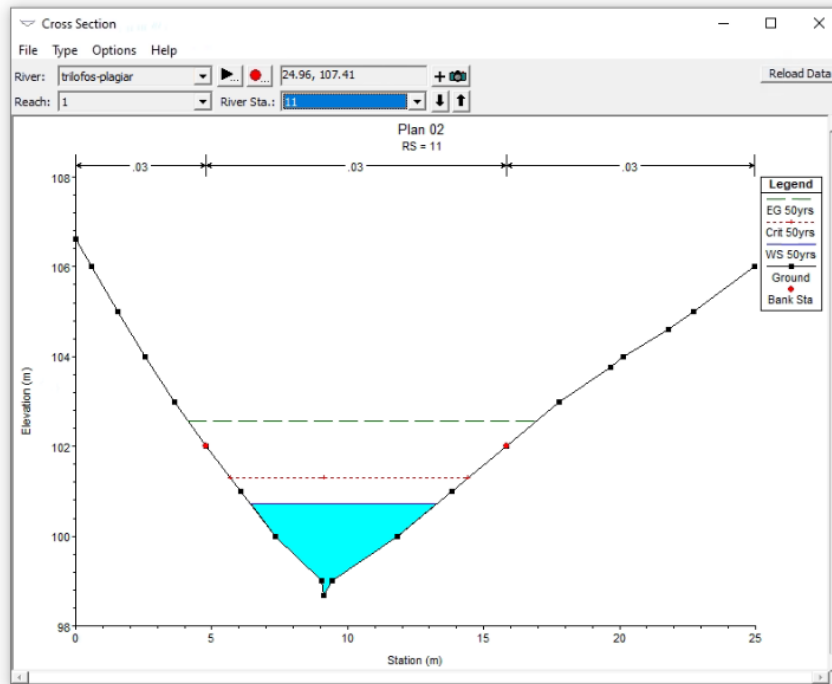 Cross Section
File Type Options Help
River: trilofos-plagiar 24.96, 107.41 Reload Data
Reach: 1 River Sta.: 11
Plan 02
RS = 11
.03 .03 .03
Legend
EG 50yrs
Crit 50yrs
WS 50yrs
Ground
Bank Sta
108
106
104
102
100
98
Elevation (m)
0 5 10 15 20 25
Station (m)